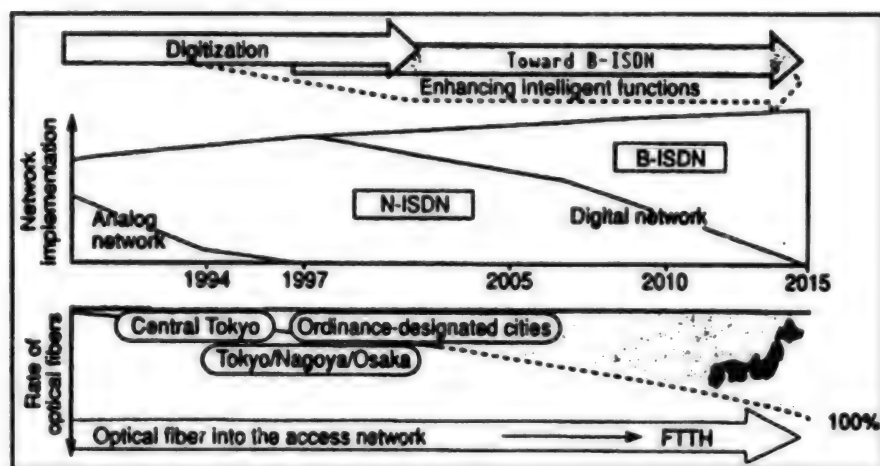 Digitization
Toward B-ISDN
Enhancing Intelligent functions
Network
implementation
B-ISDN
N-ISDN
Analog
network
Digital network
1994 1997 2005 2010 2015
Rate of
optical fibers
Central Tokyo Ordinance-designated cities
Tokyo/Nagoya/Osaka
100%
Optical fiber into the access network FTTH